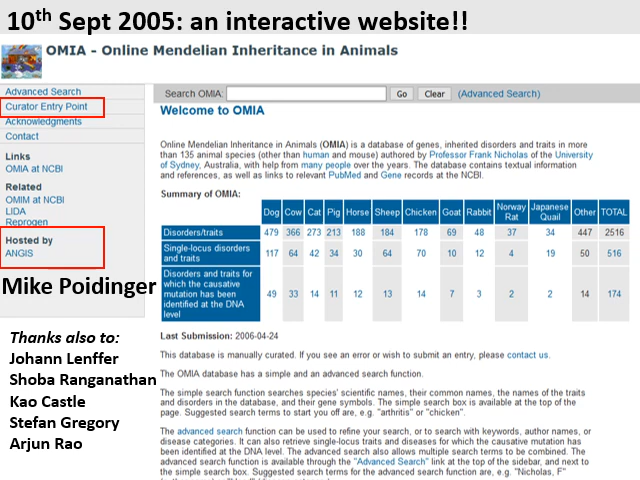 10th Sept 2005: an interactive website!!
OMIA - Online Mendelian Inheritance in Animals
Advanced Search
Curator Entry Point
Acknowledgments
Contact
Links
OMIA at NCBI
Related
OMIM at NCBI
LIDA
Reprogen
Hosted by
ANGIS
Mike Poidinger
Thanks also to:
Johann Lenffer
Shoba Ranganathan
Kao Castle
Stefan Gregory
Arjun Rao
Search OMIA: Go Clear (Advanced Search)
Welcome to OMIA
Online Mendelian Inheritance in Animals (OMIA) is a database of genes, inherited disorders and traits in more
than 135 animal species (other than human and mouse) authored by Professor Frank Nicholas of the University
of Sydney, Australia, with help from many people over the years. The database contains textual information
and references, as well as links to relevant PubMed and Gene records at the NCBI.
Summary of OMIA:
Dog Cow Cat Pig Horse Sheep Chicken Goat Rabbit Norway Rat Japanese Quail Other TOTAL
Disorders/traits 479 366 273 213 188 184 178 69 48 37 34 447 2516
Single-locus disorders and traits 117 64 42 34 30 64 70 10 12 4 19 50 516
Disorders and traits for which the causative mutation has been identified at the DNA level 49 33 14 11 12 13 14 7 3 2 2 14 174
Last Submission: 2006-04-24
This database is manually curated. If you see an error or wish to submit an entry, please contact us.
The OMIA database has a simple and an advanced search function.
The simple search function searches species' scientific names, their common names, the names of the traits
and disorders in the database, and their gene symbols. The simple search box is available at the top of the
page. Suggested search terms to start you off are, e.g. "arthritis" or "chicken".
The advanced search function can be used to refine your search, or to search with keywords, author names, or
disease categories. It can also retrieve single-locus traits and diseases for which the causative mutation has
been identified at the DNA level. The advanced search also allows multiple search terms to be combined. The
advanced search function is available through the "Advanced Search" link at the top of the sidebar, and next to
the simple search box. Suggested search terms for the advanced search function are, e.g. "Nicholas, F"